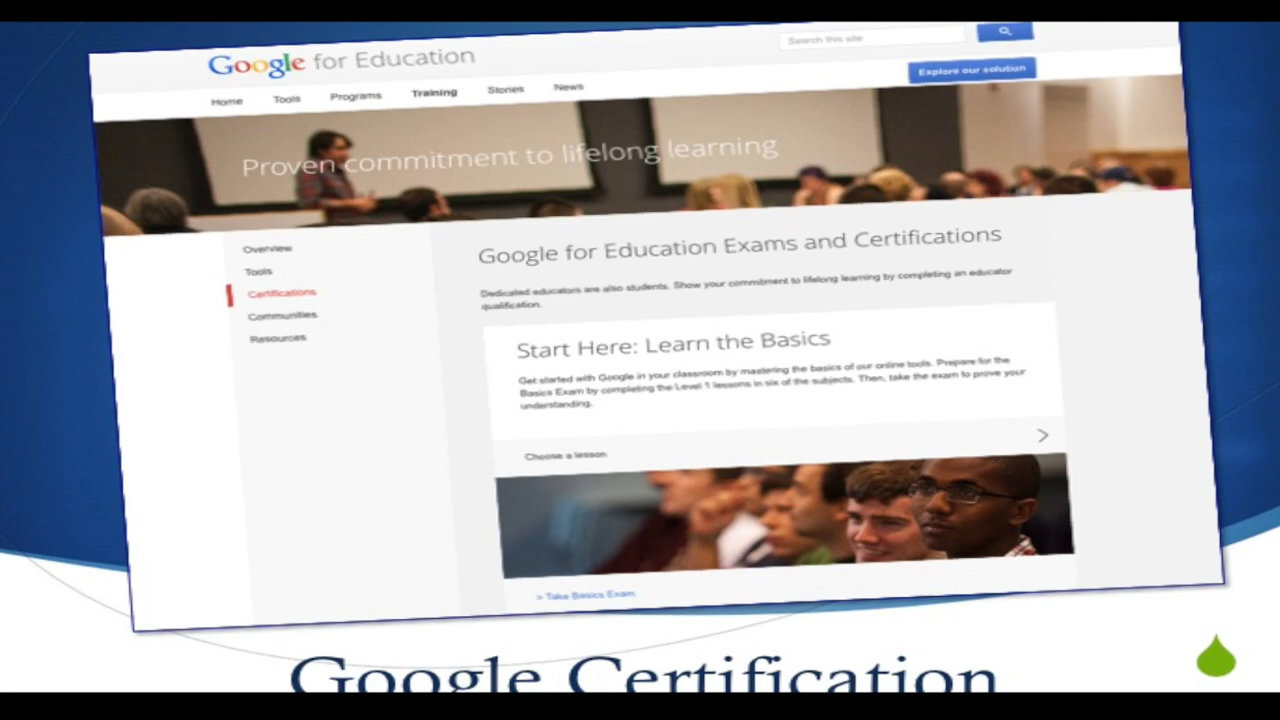 Google for Education
Search this site
Home Tools Programs Training Stories News
Explore our solution
Proven commitment to lifelong learning
Overview
Tools
Certifications
Communities
Resources
Google for Education Exams and Certifications
Dedicated educators are also students. Show your commitment to lifelong learning by completing an educator
qualification.
Start Here: Learn the Basics
Get started with Google in your classroom by mastering the basics of our online tools. Prepare for the
Basics Exam by completing the Level 1 lessons in six of the subjects. Then, take the exam to prove your
understanding.
Choose a lesson
> Take Basics Exam
Google Certification